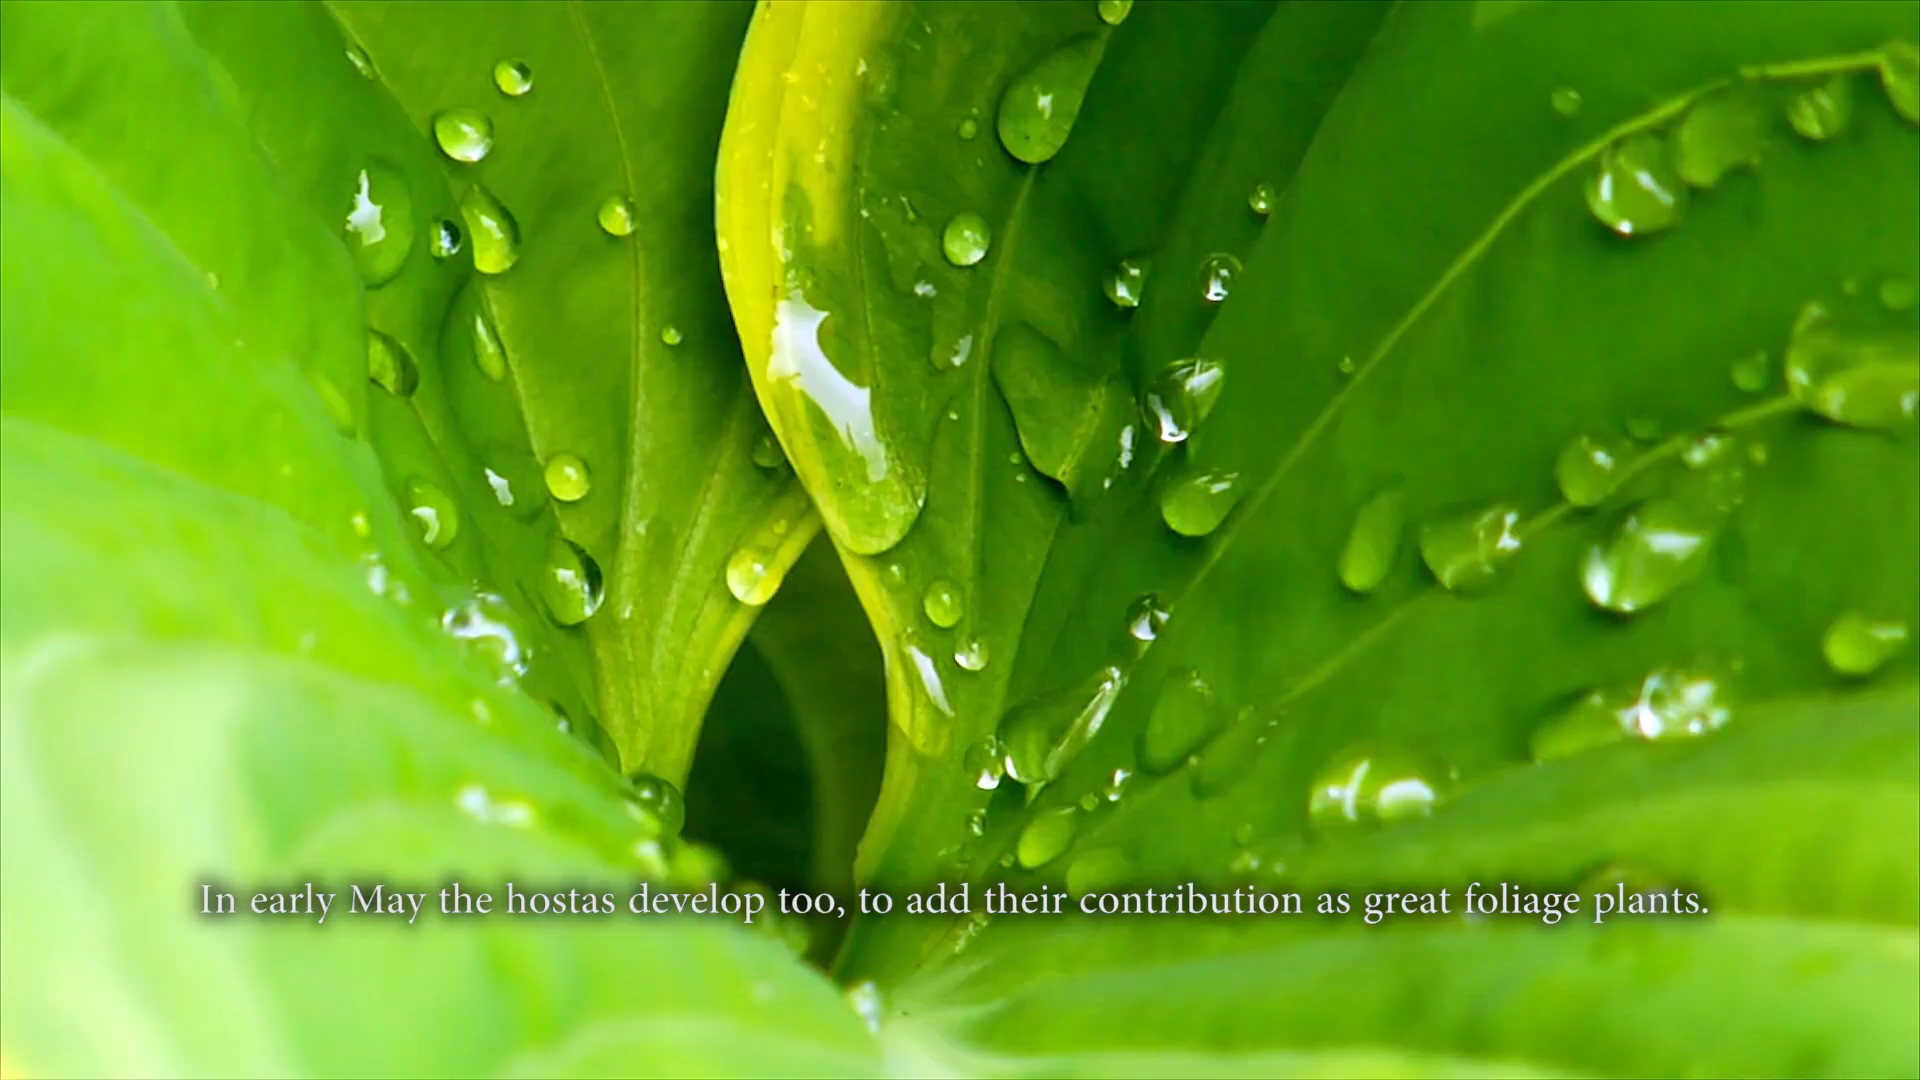 In early May the hostas develop too, to add their contribution as great foliage plants.